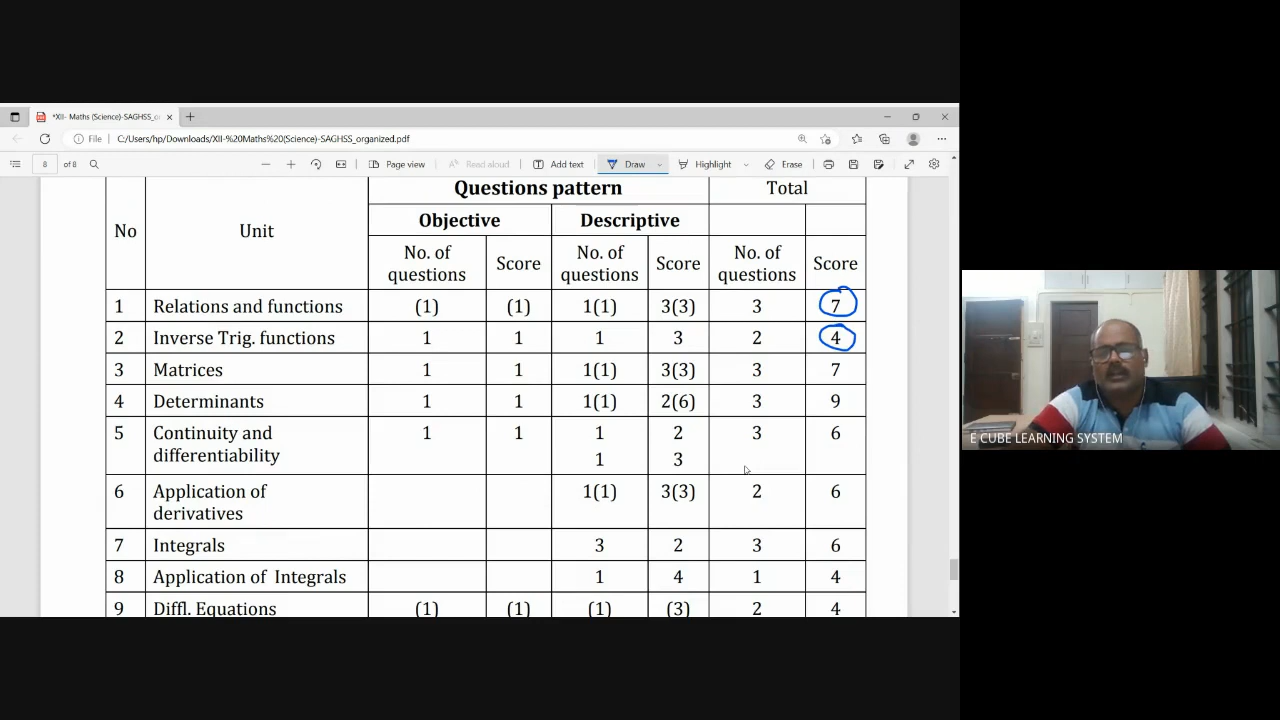 *XII- Maths (Science)-SAGHSS_o
File C:/Users/hp/Downloads/XII-%20Maths%20(Science)-SAGHSS_organized.pdf
8 of 8 Page view Read aloud Add text Draw Highlight Erase
No Unit Questions pattern Total
Objective Descriptive
No. of questions Score No. of questions Score No. of questions Score
1 Relations and functions (1) (1) 1(1) 3(3) 3 7
2 Inverse Trig. functions 1 1 1 3 2 4
3 Matrices 1 1 1(1) 3(3) 3 7
4 Determinants 1 1 1(1) 2(6) 3 9
5 Continuity and 1 1 1 2 3 6
differentiability 1 3
6 Application of 1(1) 3(3) 2 6
derivatives
7 Integrals 3 2 3 6
8 Application of Integrals 1 4 1 4
9 Diffl. Equations (1) (1) (1) (3) 2 4
E CUBE LEARNING SYSTEM